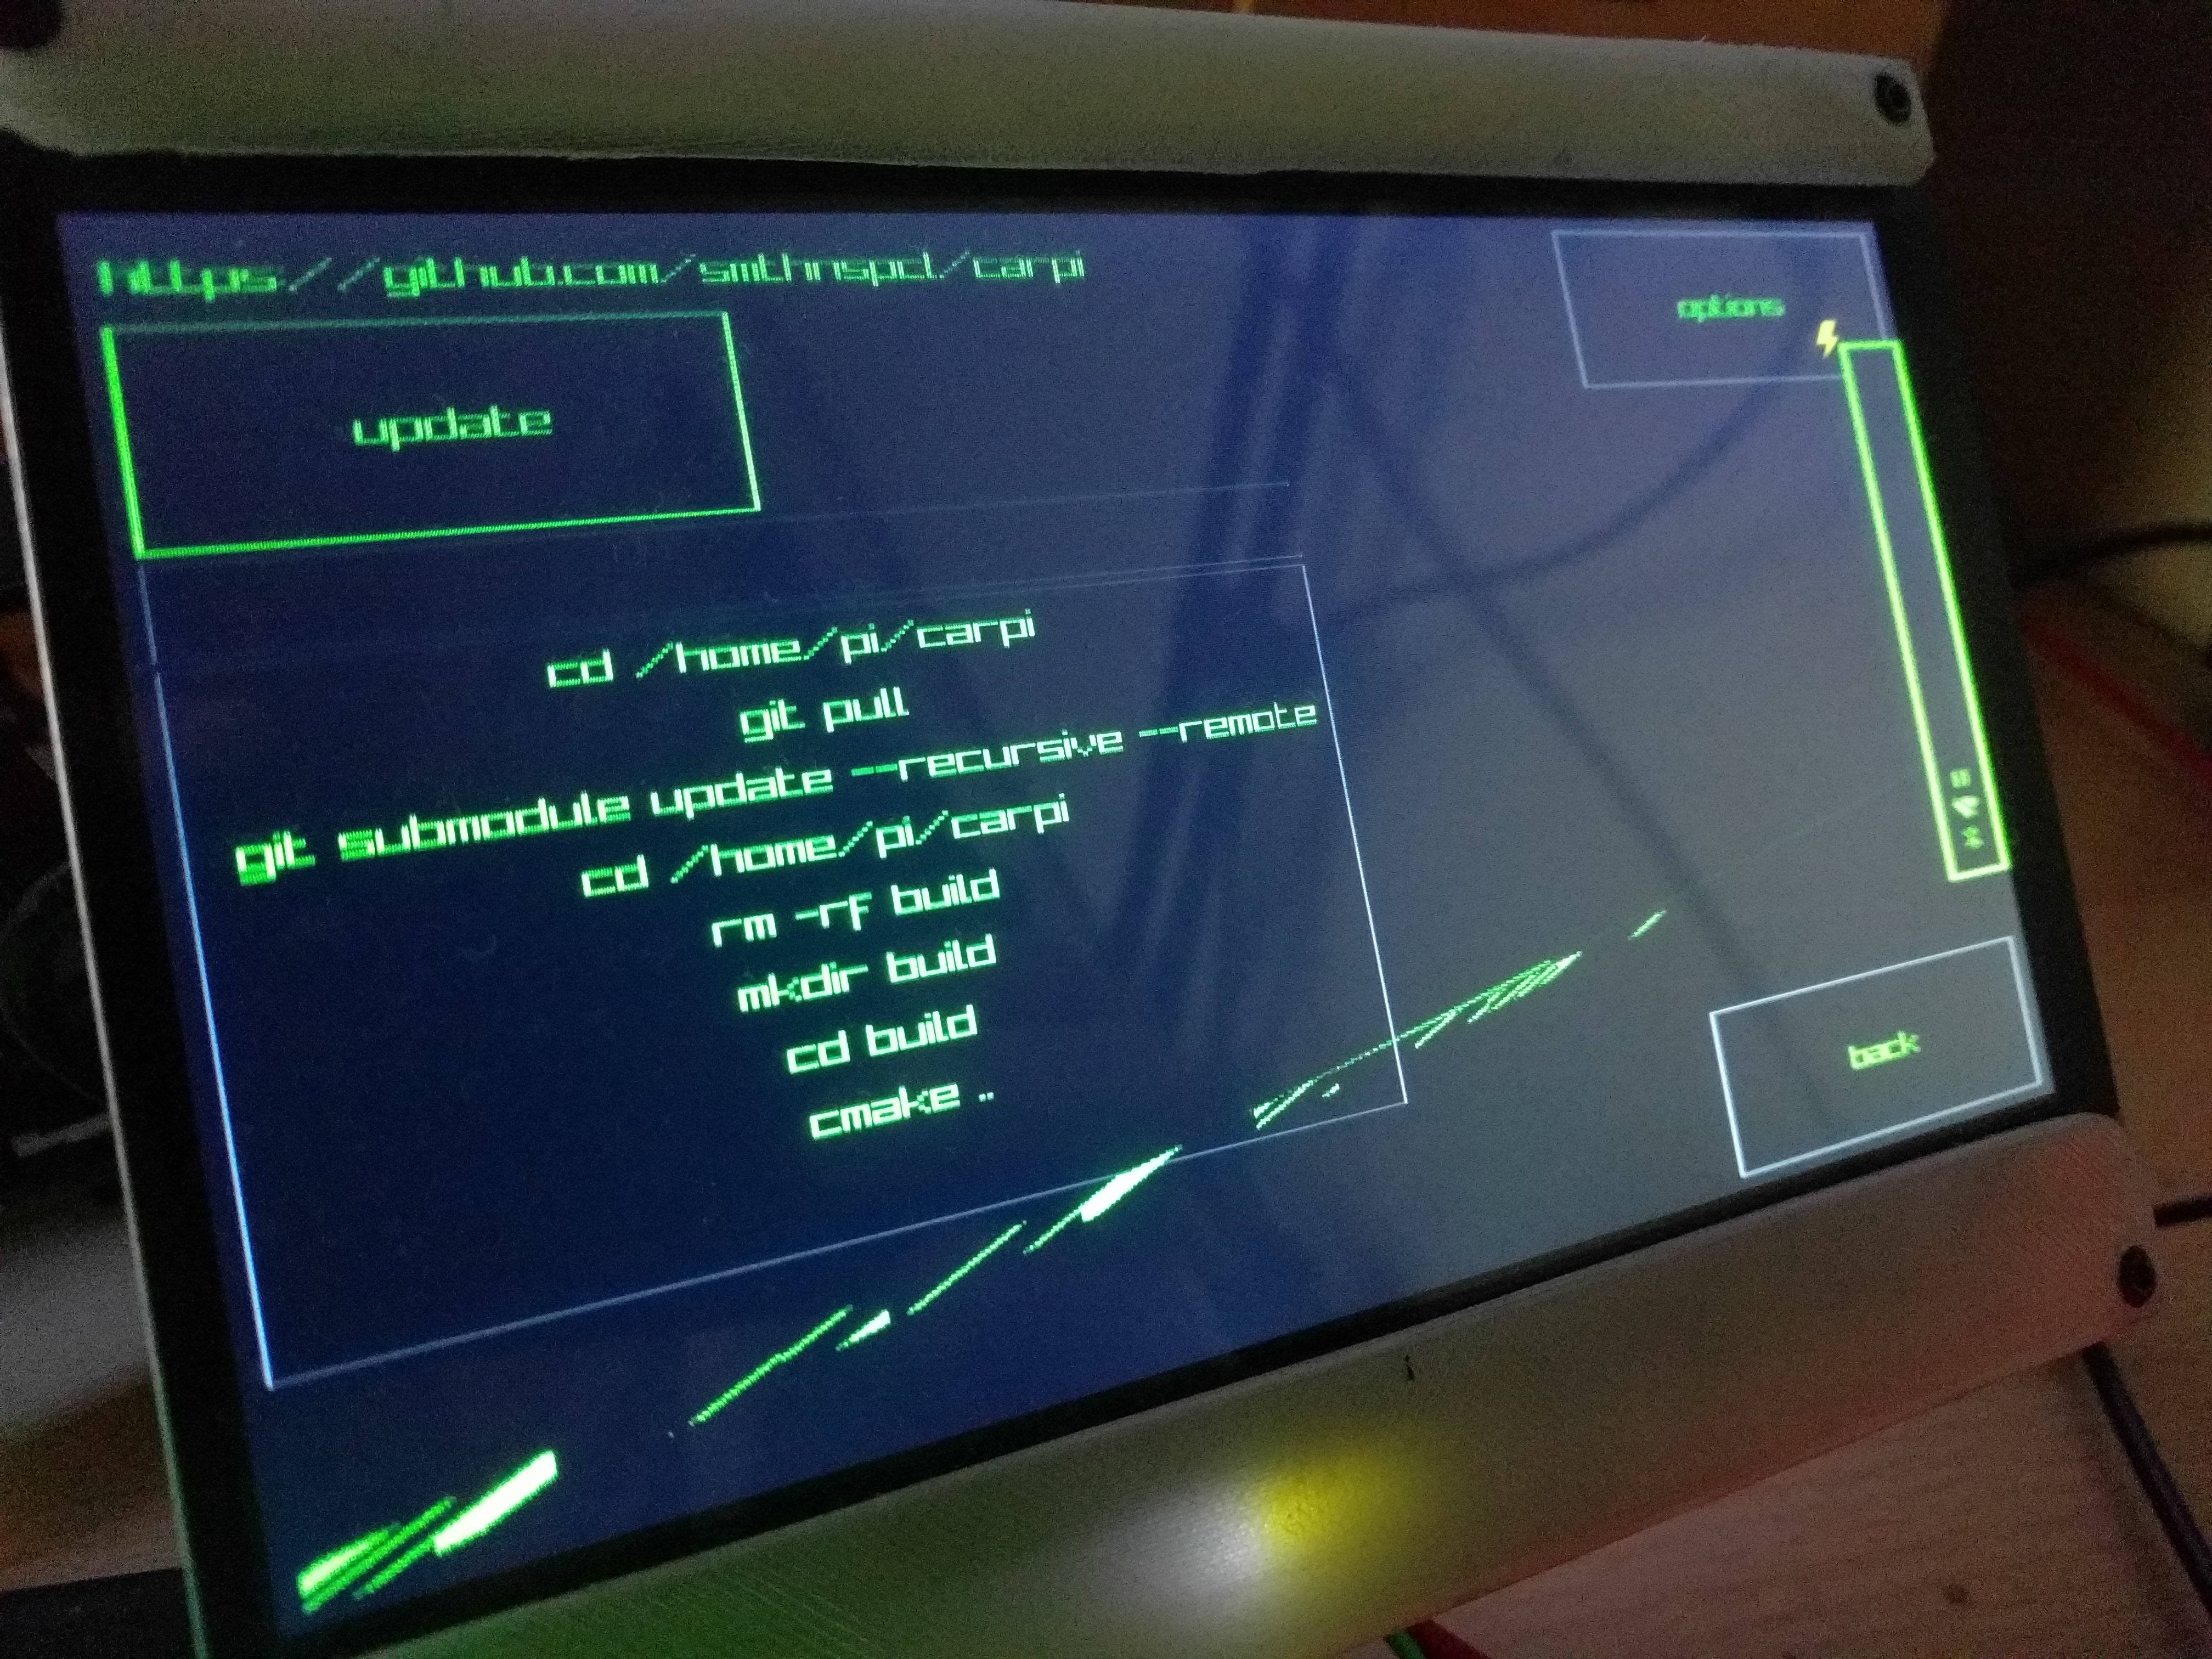 https://github.com/smthnspcl/carpi
options
update
cd /home/pi/carpi
git pull
git submodule update --recursive --remote
cd /home/pi/carpi
rm -rf build
mkdir build
cd build
cmake ..
back